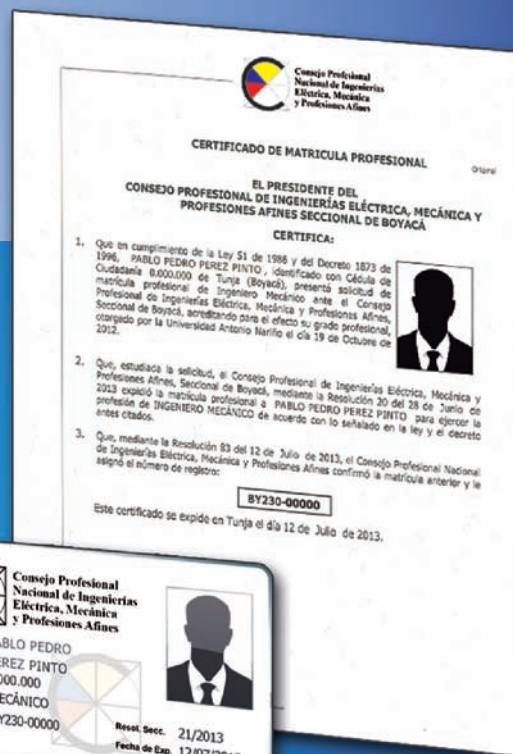 Consejo Profesional
Nacional de Ingenierías
Eléctrica, Mecánica
y Profesiones Afines
CERTIFICADO DE MATRICULA PROFESIONAL
Original
EL PRESIDENTE DEL
CONSEJO PROFESIONAL DE INGENIERÍAS ELÉCTRICA, MECÁNICA Y
PROFESIONES AFINES SECCIONAL DE BOYACÁ
CERTIFICA:
1. Que en cumplimiento de la Ley 51 de 1986 y del Decreto 1873 de
1996, PABLO PEDRO PEREZ PINTO , identificado con Cédula de
Ciudadanía 0.000.000 de Tunja (Boyacá), presentó solicitud de
matrícula profesional de Ingeniero Mecánico ante el Consejo
Profesional de Ingenierías Eléctrica, Mecánica y Profesiones Afines,
Seccional de Boyacá, acreditando para el efecto su grado profesional,
otorgado por la Universidad Antonio Nariño el día 19 de Octubre de
2012.
2. Que, estudiada la solicitud, el Consejo Profesional de Ingenierías Eléctrica, Mecánica y
Profesiones Afines, Seccional de Boyacá, mediante la Resolución 20 del 28 de Junio de
2013 expidió la matrícula profesional a PABLO PEDRO PEREZ PINTO para ejercer la
profesión de INGENIERO MECÁNICO de acuerdo con lo señalado en la ley y el decreto
antes citados.
3. Que, mediante la Resolución 83 del 12 de Julio de 2013, el Consejo Profesional Nacional
de Ingenierías Eléctrica, Mecánica y Profesiones Afines confirmó la matrícula anterior y le
asignó el número de registro:
BY230-00000
Este certificado se expide en Tunja el día 12 de Julio de 2013.
Consejo Profesional
Nacional de Ingenierías
Eléctrica, Mecánica
y Profesiones Afines
ABLO PEDRO
EREZ PINTO
000.000
ECÁNICO
Y230-00000
Resol. Secc. 21/2013
Fecha de Exp. 12/07/20